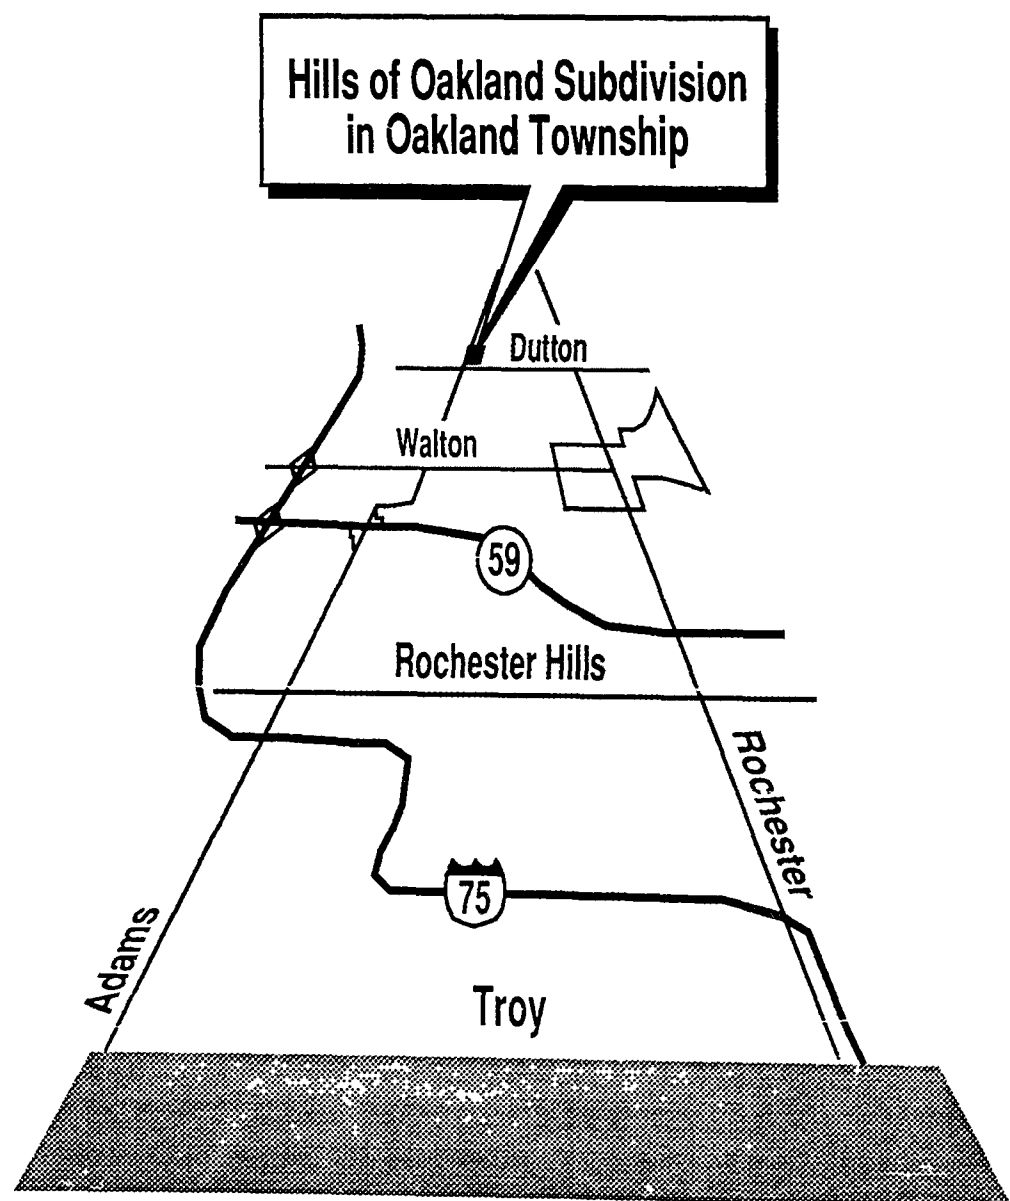 Hills of Oakland Subdivision
in Oakland Township
Dutton
Walton
59
Rochester Hills
Rochester
75
Adams
Troy